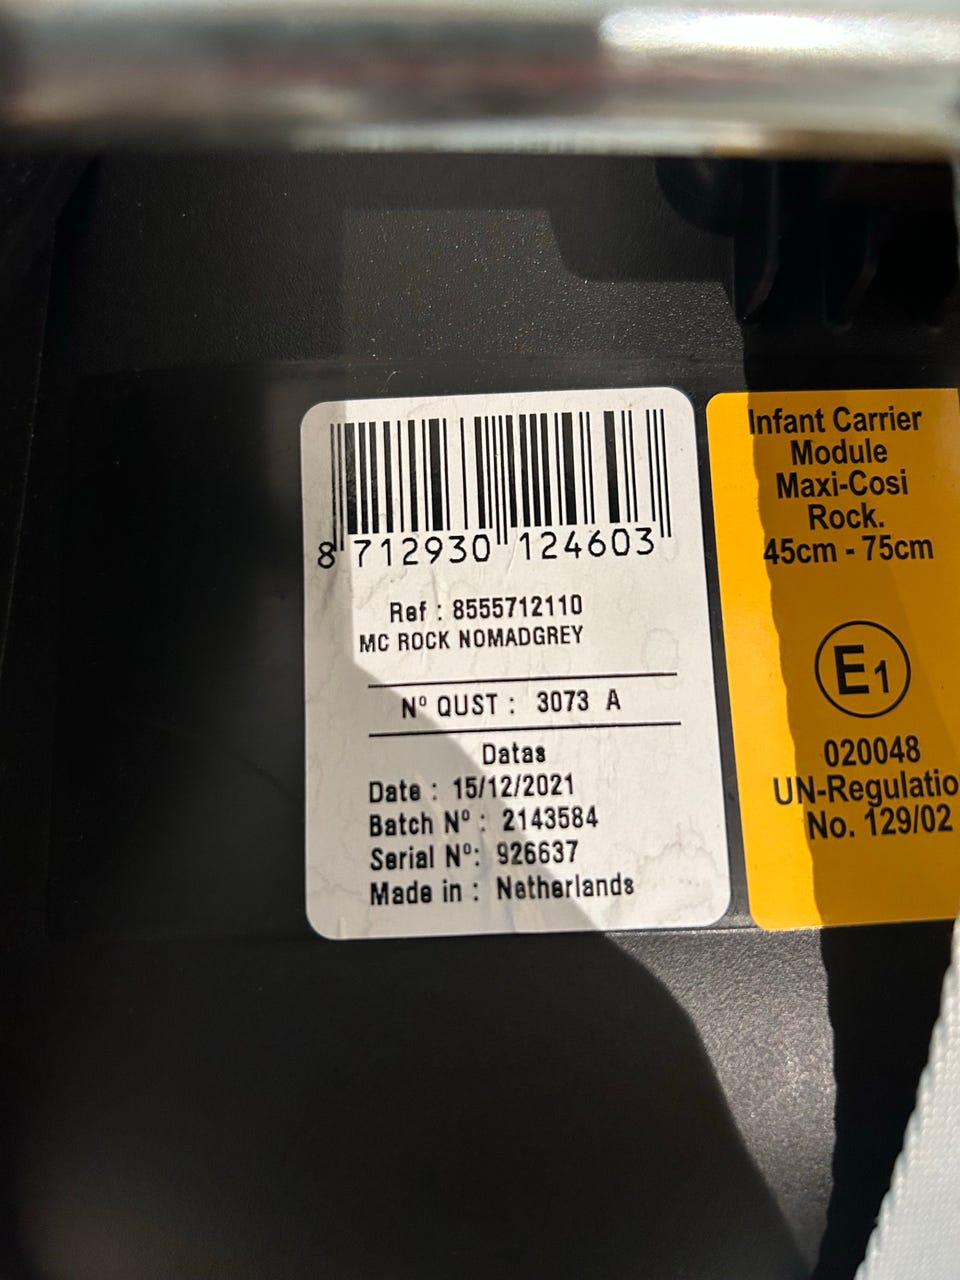 8 712930 124603
Ref : 8555712110
MC ROCK NOMADGREY
Nº QUST : 3073 A
Datas
Date : 15/12/2021
Batch Nº : 2143584
Serial Nº: 926637
Made in : Netherlands
Infant Carrier
Module
Maxi-Cosi
Rock.
45cm - 75cm
E1
020048
UN-Regulatio
No. 129/02